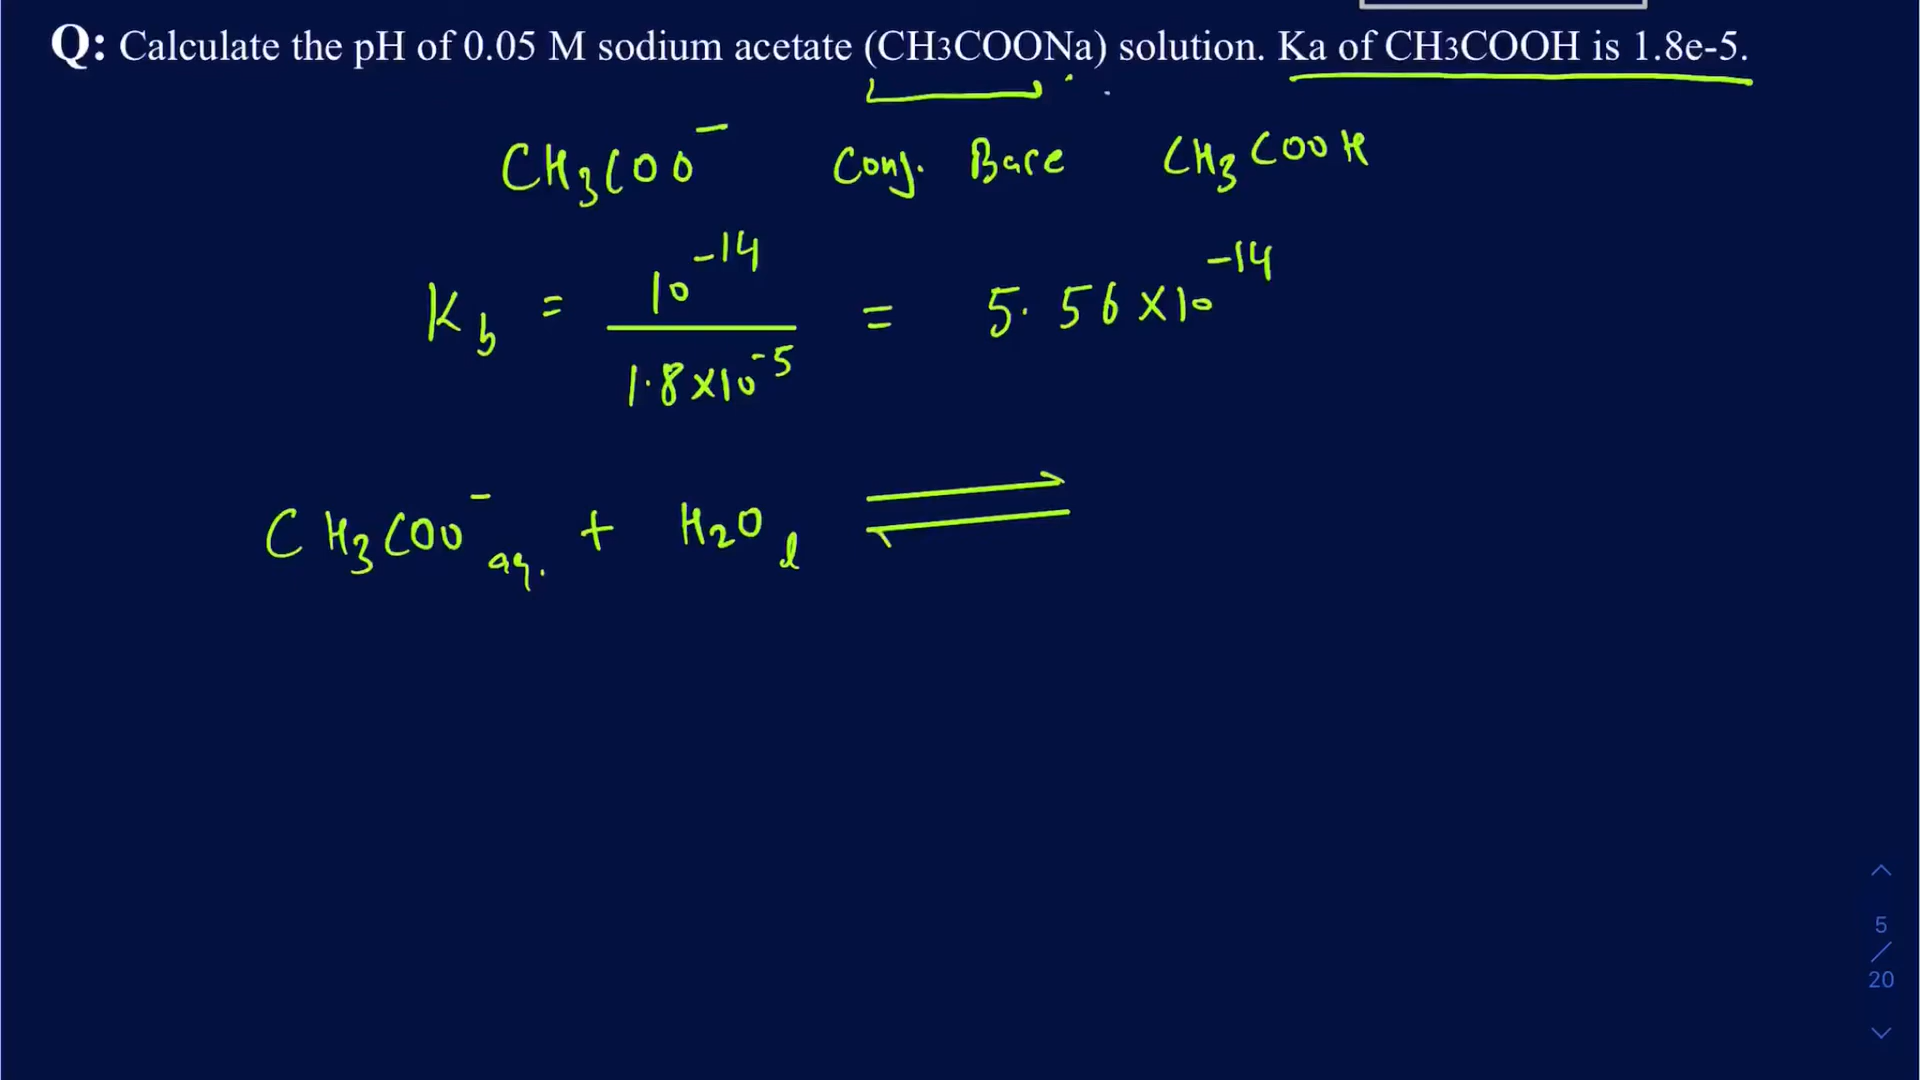 Q: Calculate the pH of 0.05 M sodium acetate (CH3COONa) solution. Ka of CH3COOH is 1.8e-5.
CH₃COO⁻ Conj. Base CH₃COOH
K_b = 10⁻¹⁴ / 1.8×10⁻⁵ = 5.56×10⁻¹⁴
CH₃COO⁻ aq. + H₂O l ⇌
5
/
20